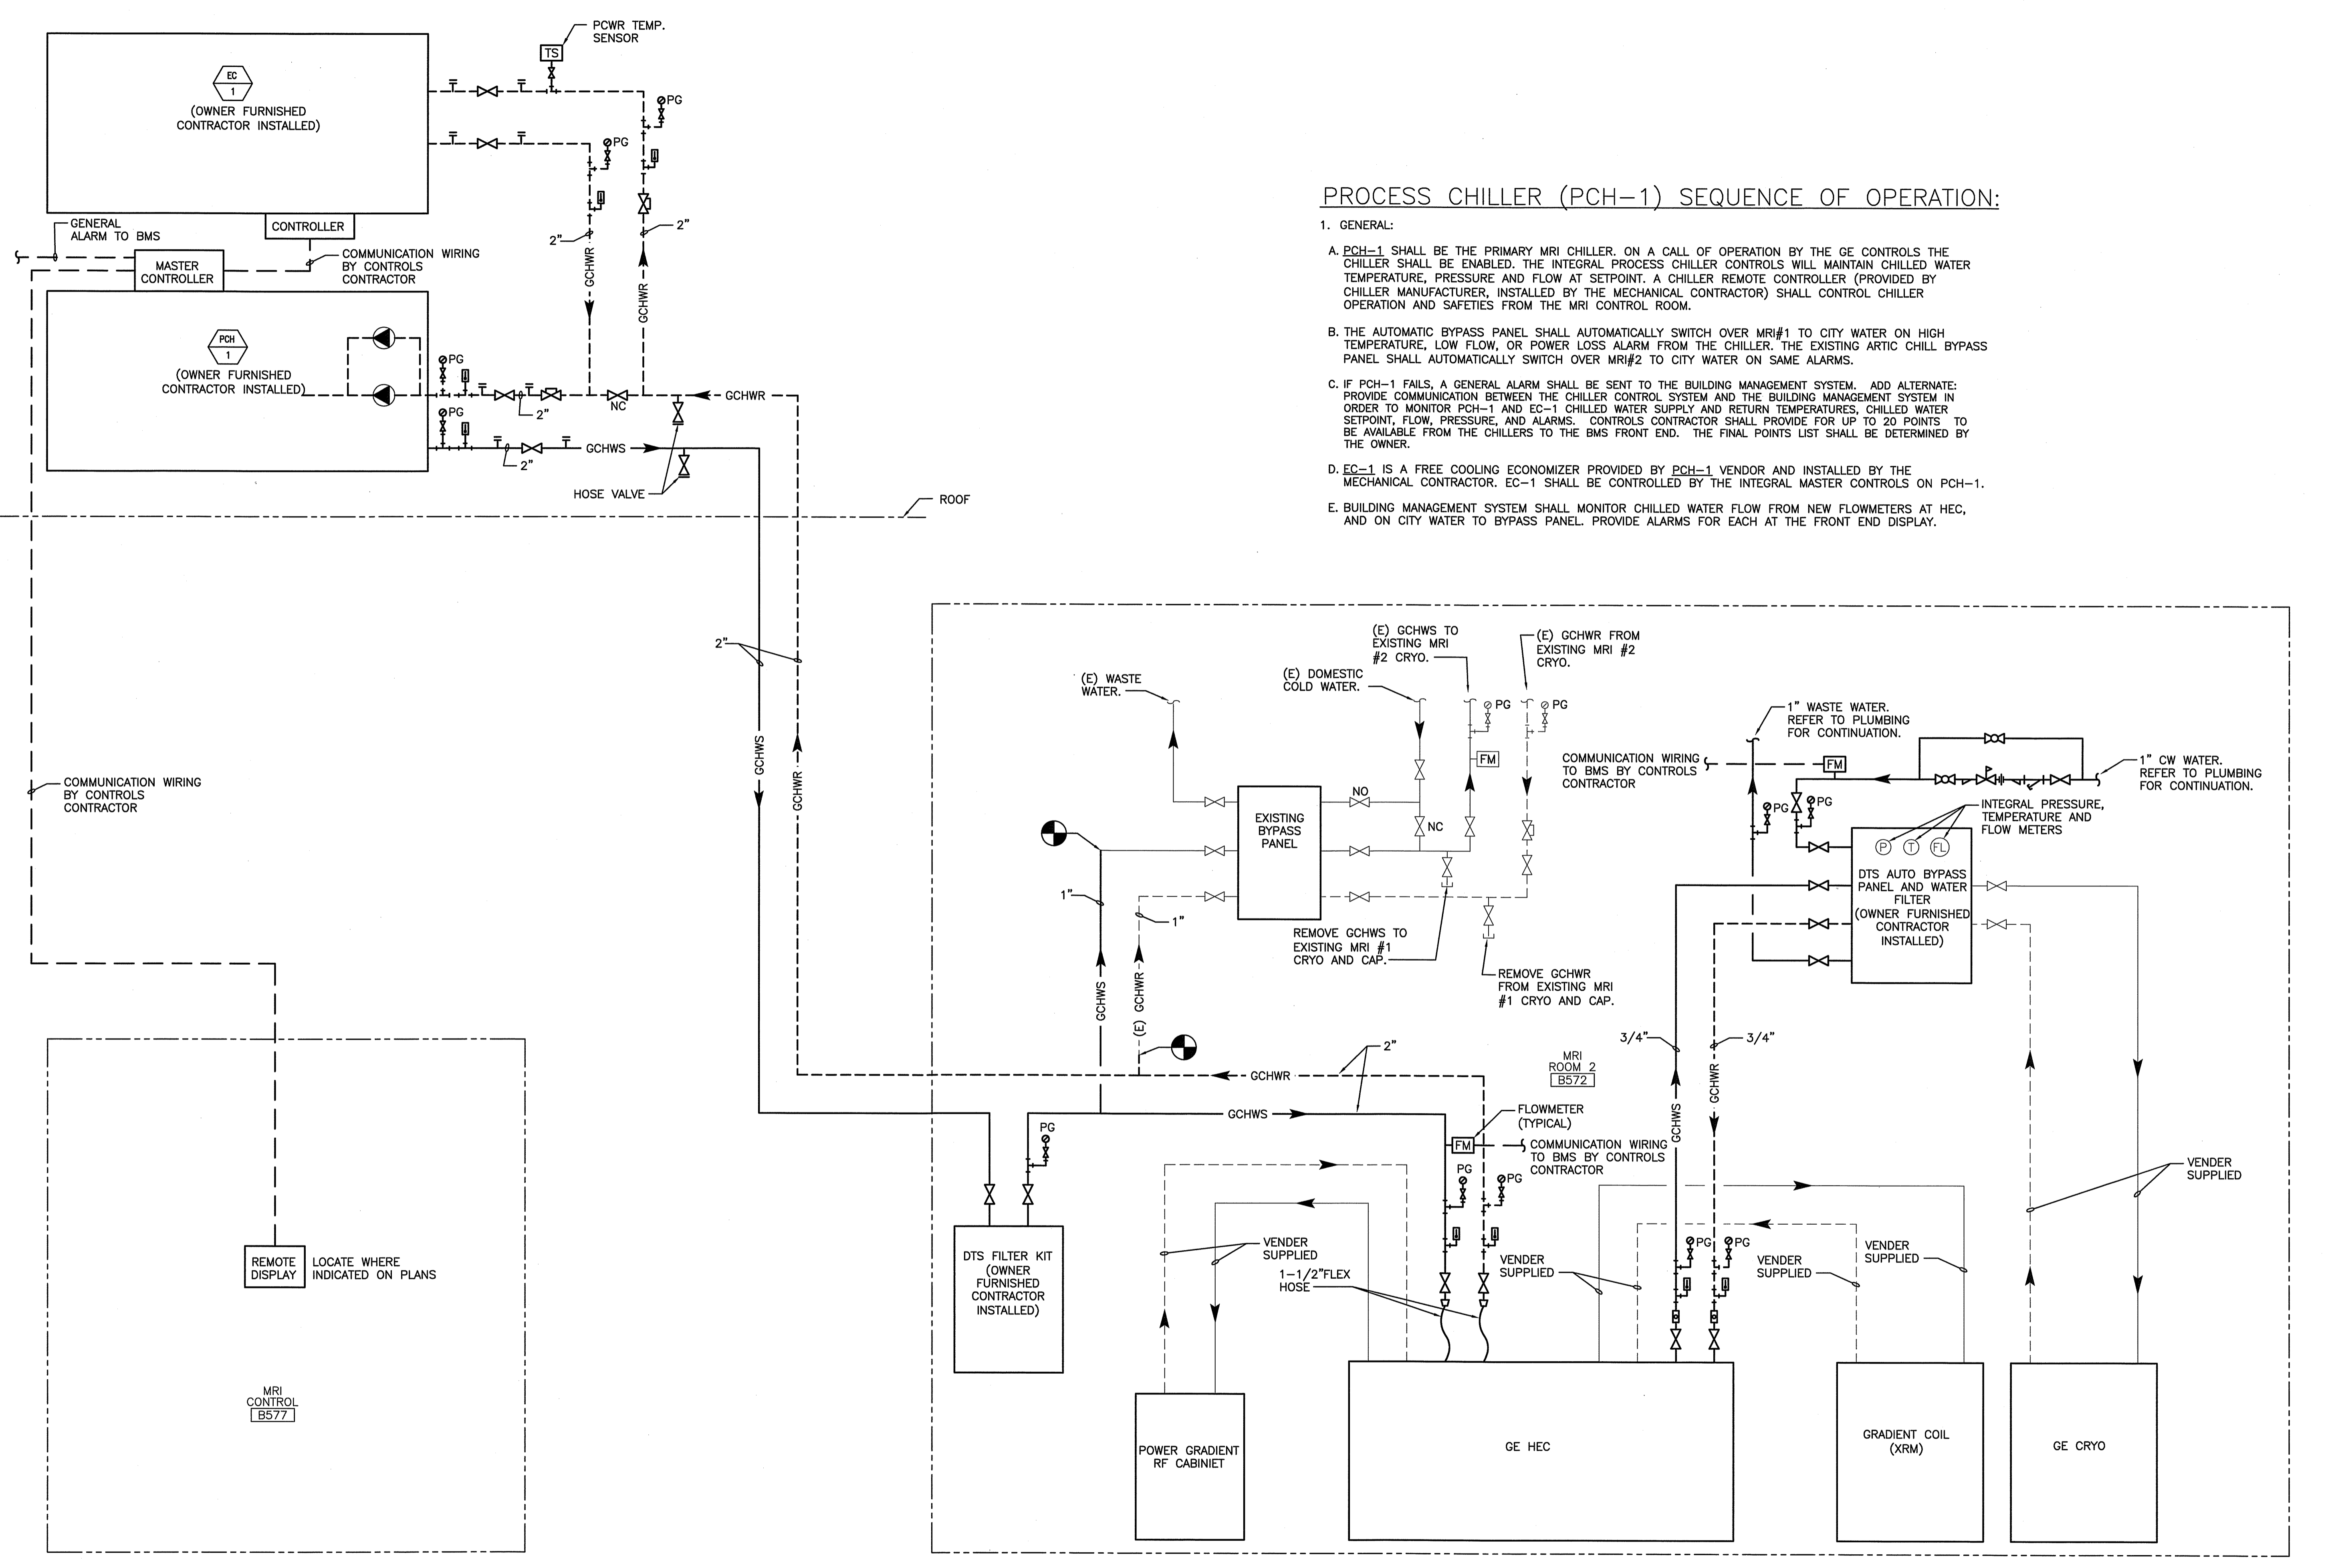 PCWR TEMP.
SENSOR
TS
EC
1
(OWNER FURNISHED
CONTRACTOR INSTALLED)
PG
PG
CONTROLLER
GENERAL
ALARM TO BMS
MASTER
CONTROLLER
COMMUNICATION WIRING
BY CONTROLS
CONTRACTOR
2"
2"
GCHWR
GCHWR
PCH
1
(OWNER FURNISHED
CONTRACTOR INSTALLED)
PG
PG
2"
NC
GCHWR
2"
GCHWS
HOSE VALVE
ROOF
PROCESS CHILLER (PCH-1) SEQUENCE OF OPERATION:
1. GENERAL:
A. PCH-1 SHALL BE THE PRIMARY MRI CHILLER. ON A CALL OF OPERATION BY THE GE CONTROLS THE
CHILLER SHALL BE ENABLED. THE INTEGRAL PROCESS CHILLER CONTROLS WILL MAINTAIN CHILLED WATER
TEMPERATURE, PRESSURE AND FLOW AT SETPOINT. A CHILLER REMOTE CONTROLLER (PROVIDED BY
CHILLER MANUFACTURER, INSTALLED BY THE MECHANICAL CONTRACTOR) SHALL CONTROL CHILLER
OPERATION AND SAFETIES FROM THE MRI CONTROL ROOM.
B. THE AUTOMATIC BYPASS PANEL SHALL AUTOMATICALLY SWITCH OVER MRI#1 TO CITY WATER ON HIGH
TEMPERATURE, LOW FLOW, OR POWER LOSS ALARM FROM THE CHILLER. THE EXISTING ARTIC CHILL BYPASS
PANEL SHALL AUTOMATICALLY SWITCH OVER MRI#2 TO CITY WATER ON SAME ALARMS.
C. IF PCH-1 FAILS, A GENERAL ALARM SHALL BE SENT TO THE BUILDING MANAGEMENT SYSTEM. ADD ALTERNATE:
PROVIDE COMMUNICATION BETWEEN THE CHILLER CONTROL SYSTEM AND THE BUILDING MANAGEMENT SYSTEM IN
ORDER TO MONITOR PCH-1 AND EC-1 CHILLED WATER SUPPLY AND RETURN TEMPERATURES, CHILLED WATER
SETPOINT, FLOW, PRESSURE, AND ALARMS. CONTROLS CONTRACTOR SHALL PROVIDE FOR UP TO 20 POINTS TO
BE AVAILABLE FROM THE CHILLERS TO THE BMS FRONT END. THE FINAL POINTS LIST SHALL BE DETERMINED BY
THE OWNER.
D. EC-1 IS A FREE COOLING ECONOMIZER PROVIDED BY PCH-1 VENDOR AND INSTALLED BY THE
MECHANICAL CONTRACTOR. EC-1 SHALL BE CONTROLLED BY THE INTEGRAL MASTER CONTROLS ON PCH-1.
E. BUILDING MANAGEMENT SYSTEM SHALL MONITOR CHILLED WATER FLOW FROM NEW FLOWMETERS AT HEC,
AND ON CITY WATER TO BYPASS PANEL. PROVIDE ALARMS FOR EACH AT THE FRONT END DISPLAY.
2"
GCHWS
GCHWR
COMMUNICATION WIRING
BY CONTROLS
CONTRACTOR
REMOTE
DISPLAY
LOCATE WHERE
INDICATED ON PLANS
MRI
CONTROL
B577
(E) WASTE
WATER.
(E) DOMESTIC
COLD WATER.
(E) GCHWS TO
EXISTING MRI
#2 CRYO.
(E) GCHWR FROM
EXISTING MRI #2
CRYO.
PG
PG
FM
NO
NC
EXISTING
BYPASS
PANEL
1"
1"
GCHWS
(E) GCHWR
REMOVE GCHWS TO
EXISTING MRI #1
CRYO AND CAP.
REMOVE GCHWR
FROM EXISTING MRI
#1 CRYO AND CAP.
1" WASTE WATER.
REFER TO PLUMBING
FOR CONTINUATION.
COMMUNICATION WIRING
TO BMS BY CONTROLS
CONTRACTOR
FM
1" CW WATER.
REFER TO PLUMBING
FOR CONTINUATION.
PG
PG
INTEGRAL PRESSURE,
TEMPERATURE AND
FLOW METERS
P
T
FL
DTS AUTO BYPASS
PANEL AND WATER
FILTER
(OWNER FURNISHED
CONTRACTOR
INSTALLED)
3/4"
3/4"
GCHWS
GCHWR
MRI
ROOM 2
B572
GCHWR
2"
GCHWS
FLOWMETER
(TYPICAL)
FM
COMMUNICATION WIRING
TO BMS BY CONTROLS
CONTRACTOR
PG
PG
PG
DTS FILTER KIT
(OWNER
FURNISHED
CONTRACTOR
INSTALLED)
VENDER
SUPPLIED
1-1/2"FLEX
HOSE
VENDER
SUPPLIED
PG
PG
VENDER
SUPPLIED
VENDER
SUPPLIED
VENDER
SUPPLIED
POWER GRADIENT
RF CABINIET
GE HEC
GRADIENT COIL
(XRM)
GE CRYO